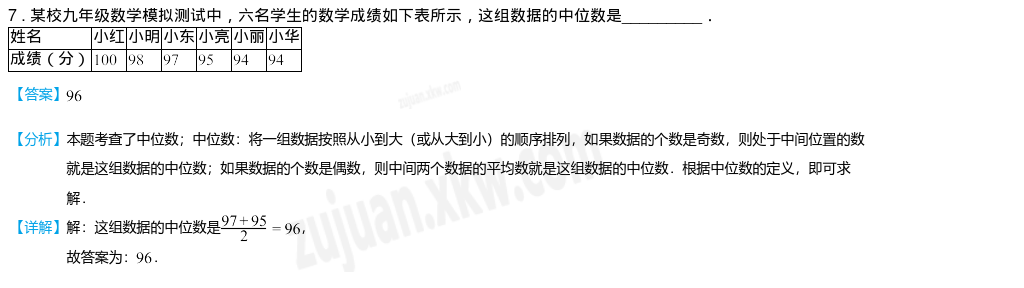 7．某校九年级数学模拟测试中，六名学生的数学成绩如下表所示，这组数据的中位数是__________．
姓名 小红 小明 小东 小亮 小丽 小华
成绩（分） 100 98 97 95 94 94
【答案】96
zujuan.xkw.com
【分析】本题考查了中位数；中位数：将一组数据按照从小到大（或从大到小）的顺序排列，如果数据的个数是奇数，则处于中间位置的数
就是这组数据的中位数；如果数据的个数是偶数，则中间两个数据的平均数就是这组数据的中位数．根据中位数的定义，即可求
解．
【详解】解：这组数据的中位数是(97+95)/2 = 96，
故答案为：96．
zujuan.xkw.com